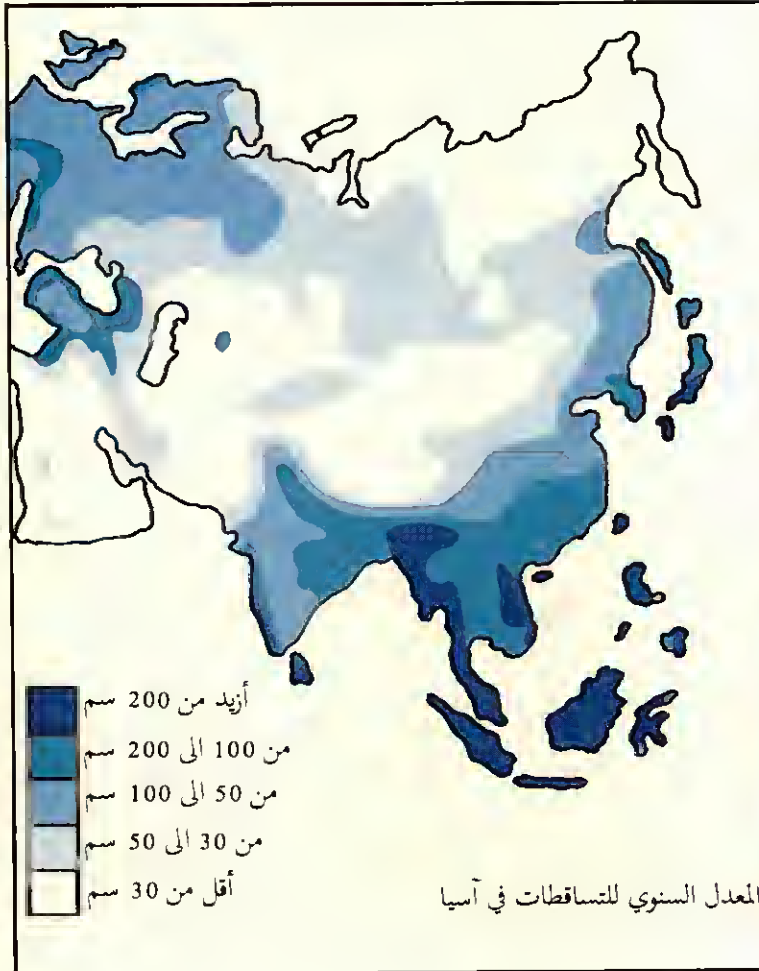 أزيد من 200 سم
من 100 الى 200 سم
من 50 الى 100 سم
من 30 الى 50 سم
أقل من 30 سم
المعدل السنوي للتساقطات في آسيا